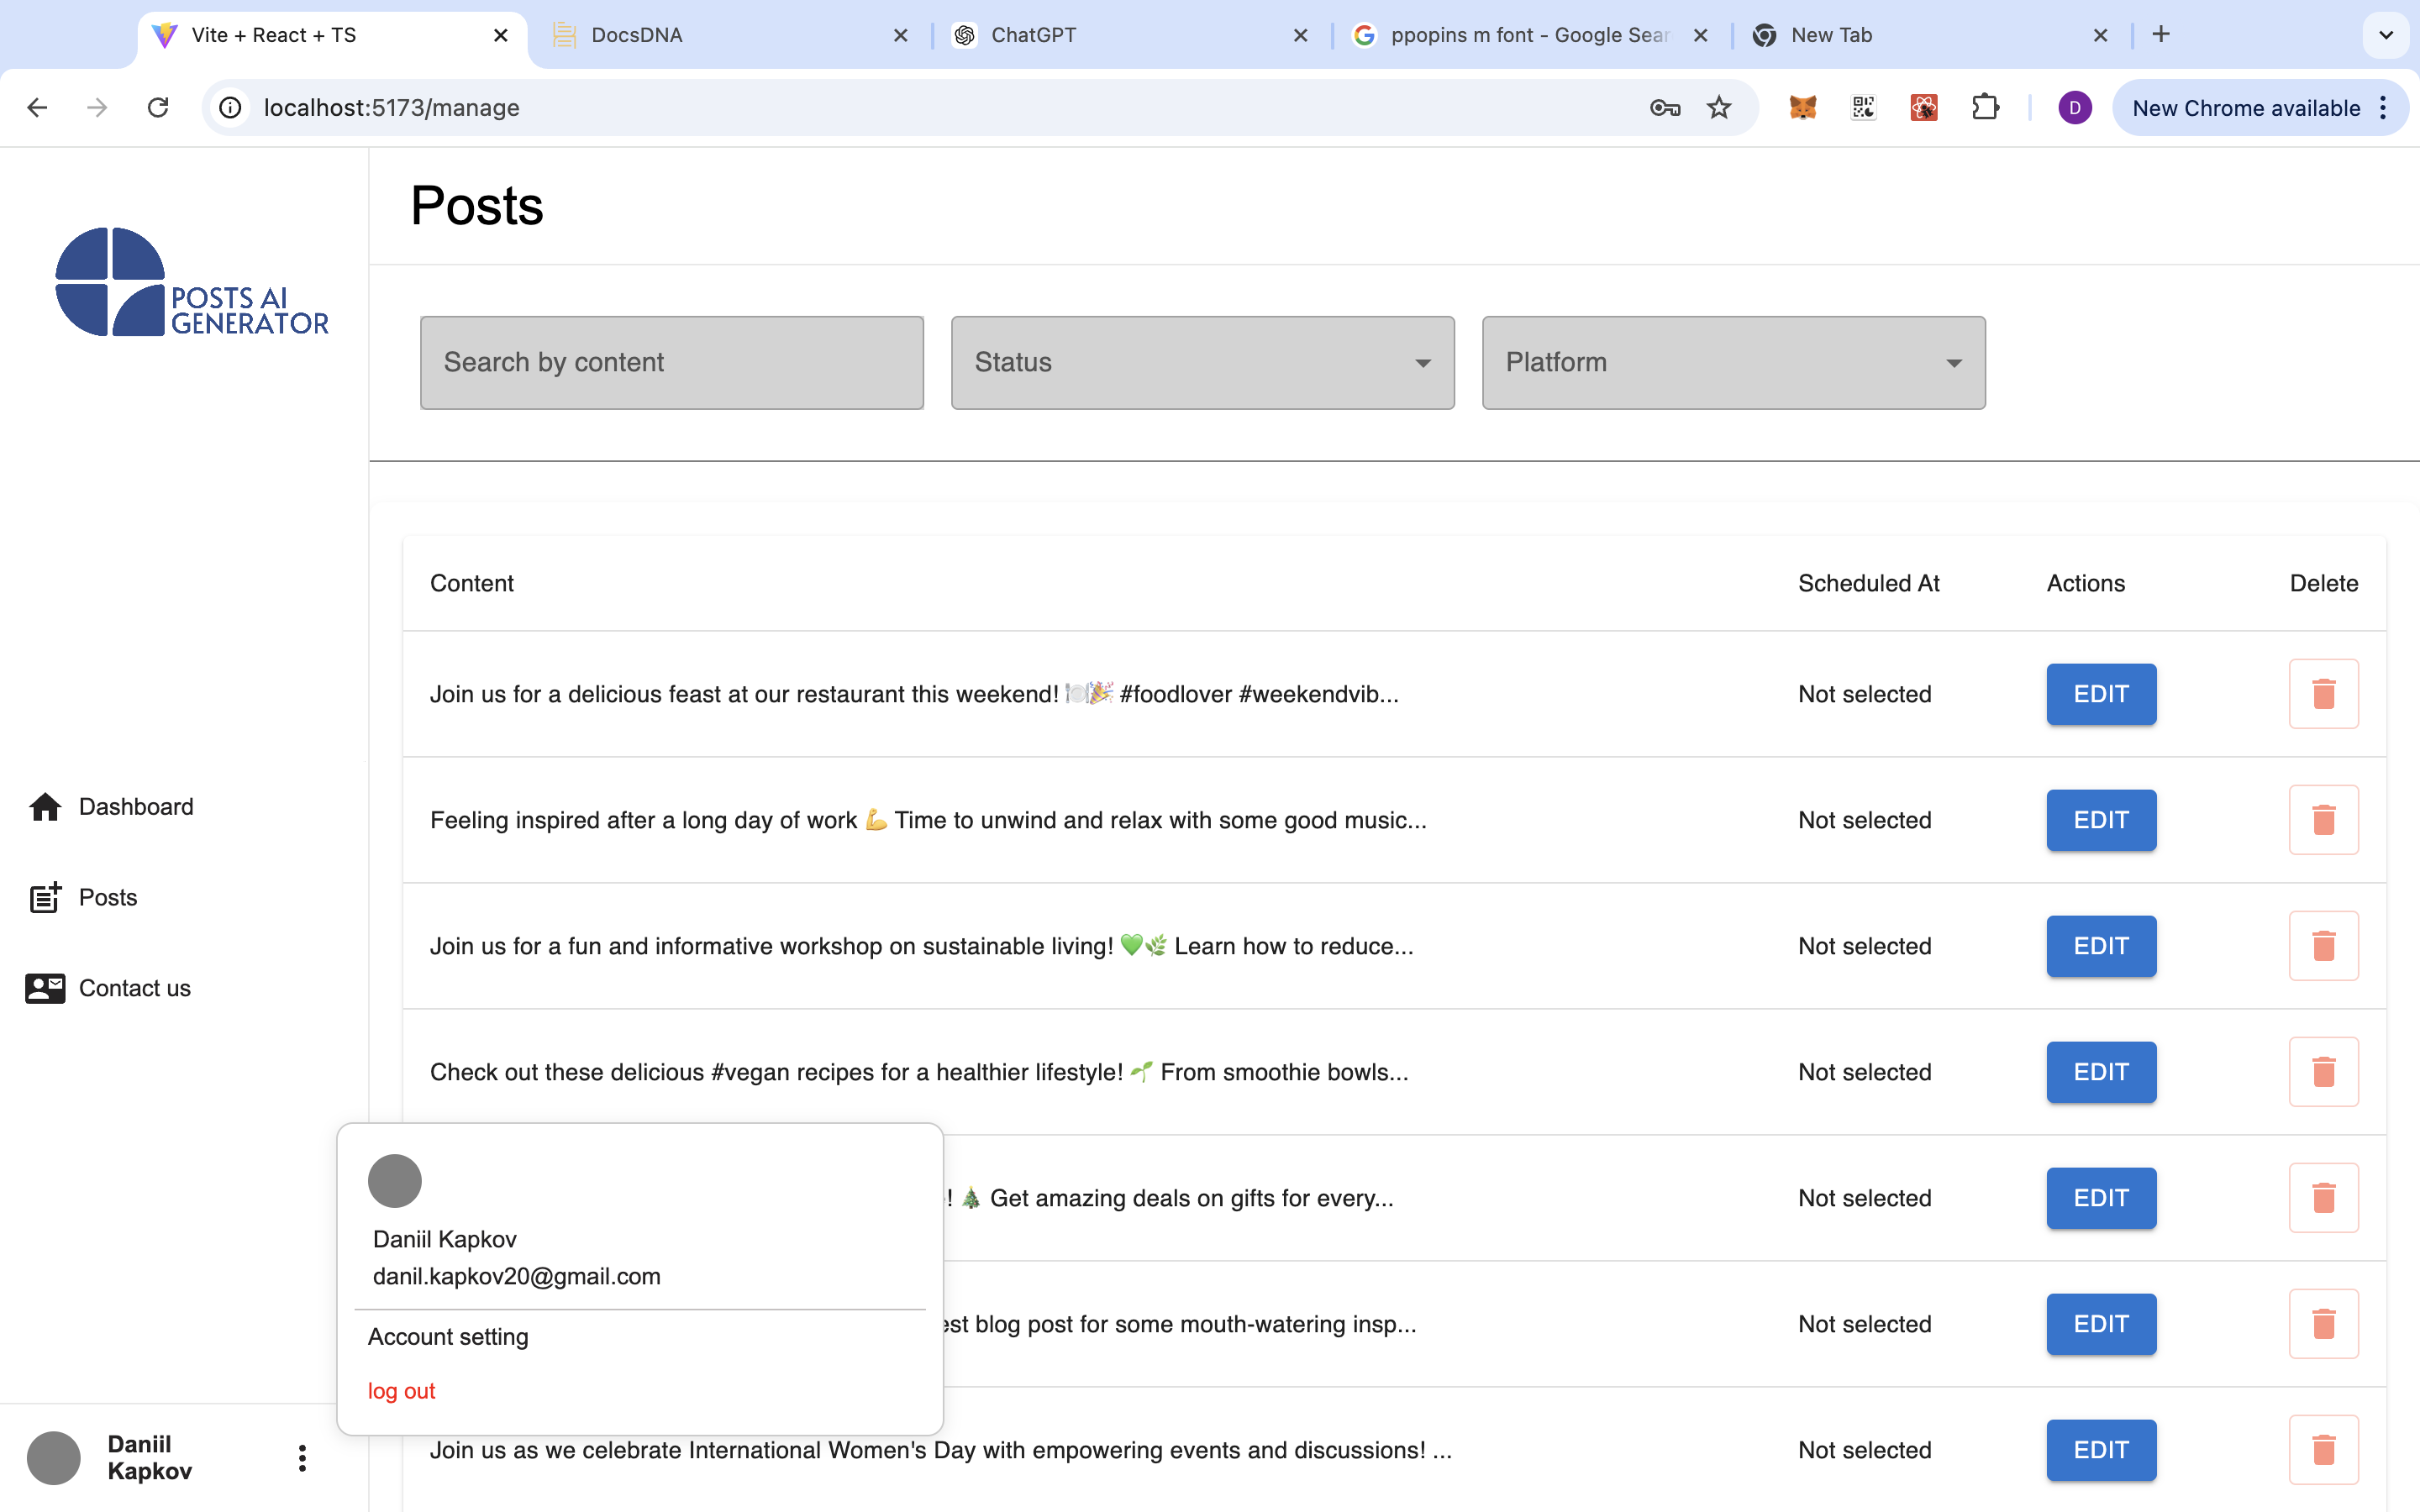 Vite + React + TS
DocsDNA
ChatGPT
ppopins m font - Google Sear
New Tab
localhost:5173/manage
D
New Chrome available
POSTS AI
GENERATOR
Posts
Search by content
Status
Platform
Content
Scheduled At
Actions
Delete
Join us for a delicious feast at our restaurant this weekend! 🍽️🎉 #foodlover #weekendvib...
Not selected
EDIT
Feeling inspired after a long day of work 💪 Time to unwind and relax with some good music...
Not selected
EDIT
Join us for a fun and informative workshop on sustainable living! 💚🌿 Learn how to reduce...
Not selected
EDIT
Check out these delicious #vegan recipes for a healthier lifestyle! 🌱 From smoothie bowls...
Not selected
EDIT
! 🎄 Get amazing deals on gifts for every...
Not selected
EDIT
est blog post for some mouth-watering insp...
Not selected
EDIT
Join us as we celebrate International Women's Day with empowering events and discussions! ...
Not selected
EDIT
Dashboard
Posts
Contact us
Daniil Kapkov
danil.kapkov20@gmail.com
Account setting
log out
Daniil
Kapkov